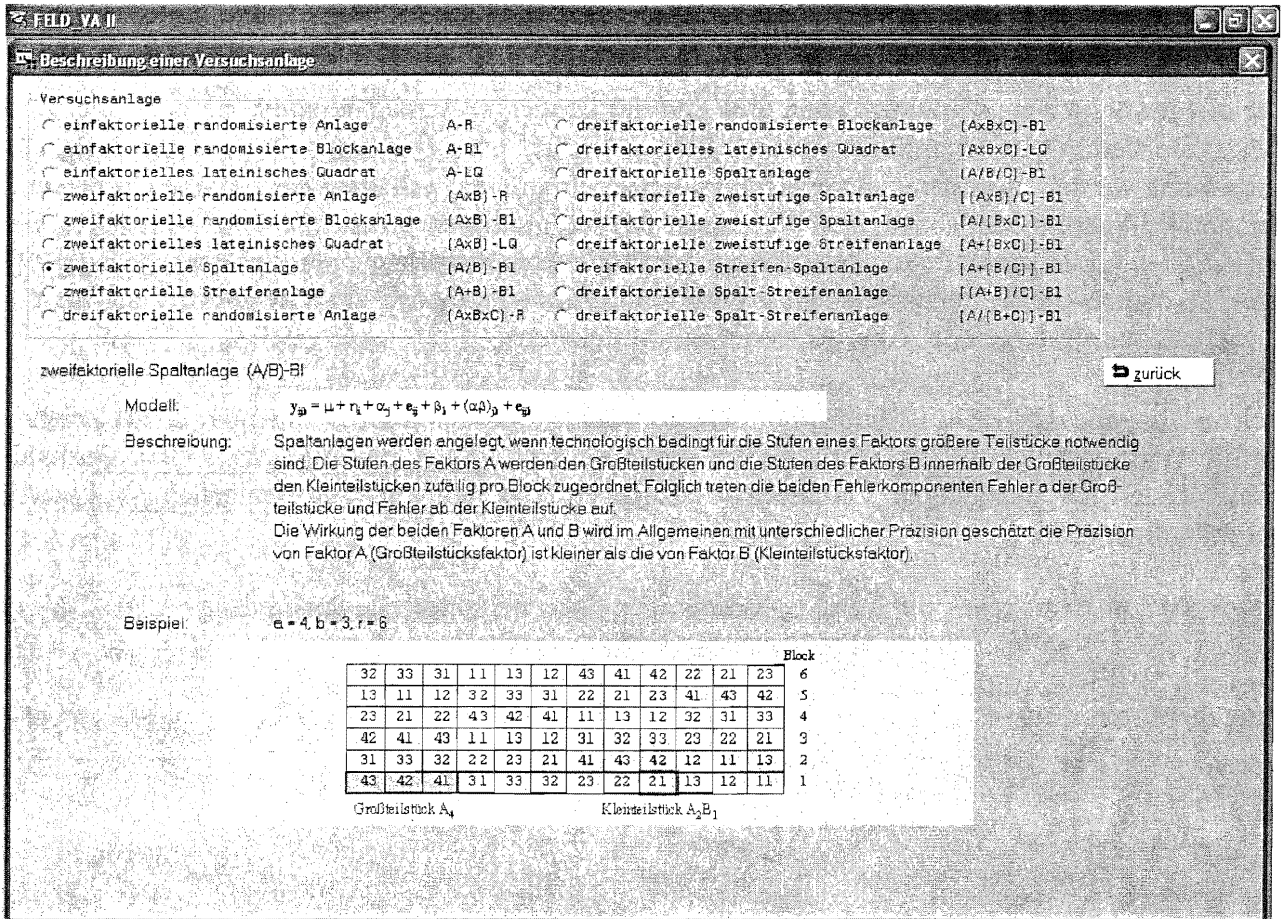 FELD_VA II
Beschreibung einer Versuchsanlage
Versuchsanlage
einfaktorielle randomisierte Anlage A-R
einfaktorielle randomisierte Blockanlage A-Bl
einfaktorielles lateinisches Quadrat A-LQ
zweifaktorielle randomisierte Anlage (AxB)-R
zweifaktorielle randomisierte Blockanlage (AxB)-Bl
zweifaktorielles lateinisches Quadrat (AxB)-LQ
zweifaktorielle Spaltanlage (A/B)-Bl
zweifaktorielle Streifenanlage (A+B)-Bl
dreifaktorielle randomisierte Anlage (AxBxC)-R
dreifaktorielle randomisierte Blockanlage (AxBxC)-Bl
dreifaktorielles lateinisches Quadrat (AxBxC)-LQ
dreifaktorielle Spaltanlage (A/B/C)-Bl
dreifaktorielle zweistufige Spaltanlage [(AxB)/C]-Bl
dreifaktorielle zweistufige Spaltanlage [A/(BxC)]-Bl
dreifaktorielle zweistufige Streifenanlage [A+(BxC)]-Bl
dreifaktorielle Streifen-Spaltanlage [A+(B/C)]-Bl
dreifaktorielle Spalt-Streifenanlage [(A+B)/C]-Bl
dreifaktorielle Spalt-Streifenanlage [A/(B+C)]-Bl
zweifaktorielle Spaltanlage (A/B)-Bl
zurück
Modell:
Beschreibung: Spaltanlagen werden angelegt, wenn technologisch bedingt für die Stufen eines Faktors größere Teilstücke notwendig
sind. Die Stufen des Faktors A werden den Großteilstücken und die Stufen des Faktors B innerhalb der Großteilstücke
den Kleinteilstücken zufällig pro Block zugeordnet. Folglich treten die beiden Fehlerkomponenten Fehler a der Groß-
teilstücke und Fehler ab der Kleinteilstücke auf.
Die Wirkung der beiden Faktoren A und B wird im Allgemeinen mit unterschiedlicher Präzision geschätzt: die Präzision
von Faktor A (Großteilstücksfaktor) ist kleiner als die von Faktor B (Kleinteilstücksfaktor).
Beispiel: a = 4, b = 3, r = 6
Block
32 33 31 11 13 12 43 41 42 22 21 23 6
13 11 12 32 33 31 22 21 23 41 43 42 5
23 21 22 43 42 41 11 13 12 32 31 33 4
42 41 43 11 13 12 31 32 33 23 22 21 3
31 33 32 22 23 21 41 43 42 12 11 13 2
43 42 41 31 33 32 23 22 21 13 12 11 1
Großteilstück A₄ Kleinteilstück A₂B₁